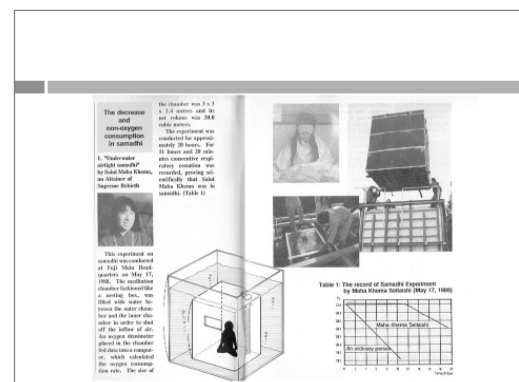 The decrease
and
non-oxygen
consumption
in samadhi
1. "Underwater
airtight samadhi"
by Saint Maha Khema,
an Attainer of
Supreme Rebirth
This experiment on
samadhi was conducted
at Fuji Main Head-
quarters on May 17,
1988. The meditation
chamber fashioned like
a nesting box, was
filled with water be-
tween the outer cham-
ber and the inner cham-
ber in order to shut
off the inflow of air.
An oxygen densimeter
placed in the chamber
fed data into a comput-
er, which calculated
the oxygen consump-
tion rate. The size of
the chamber was 3 x 3
x 2.4 meters and its
net volume was 20.0
cubic meters.
The experiment was
conducted for approxi-
mately 20 hours. For
11 hours and 20 min-
utes consecutive respi-
ratory cessation was
recorded, proving sci-
entifically that Saint
Maha Khema was in
samadhi. (Table 1)
Table 1: The record of Samadhi Experiment
by Maha Khema Seitaishi (May 17, 1988)
Maha Khema Seitaishi
An ordinary person